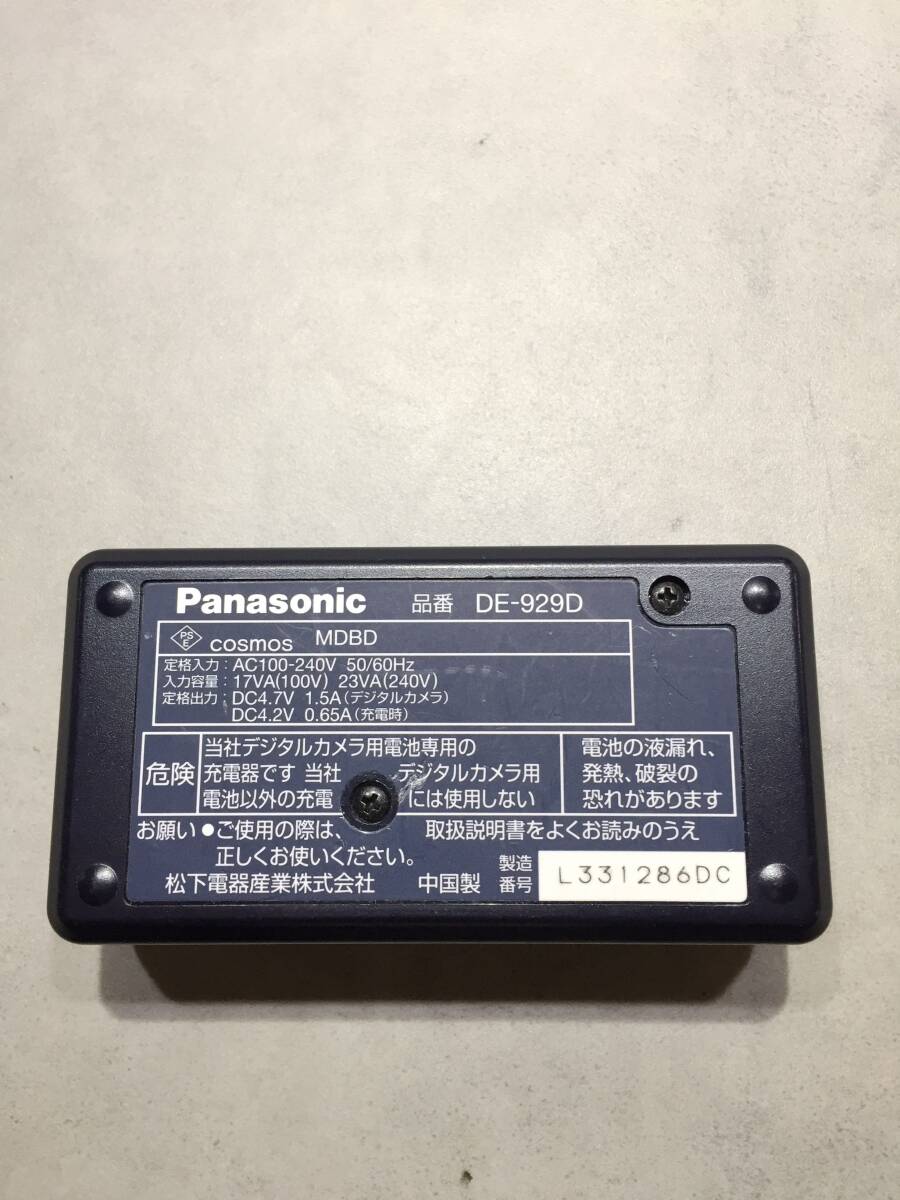 Panasonic 品番 DE-929D
PS
E
cosmos MDBD
定格入力:AC100-240V 50/60Hz
入力容量:17VA(100V) 23VA(240V)
定格出力:DC4.7V 1.5A(デジタルカメラ)
DC4.2V 0.65A(充電時)
危険
当社デジタルカメラ用電池専用の
充電器です 当社 デジタルカメラ用
電池以外の充電 には使用しない
電池の液漏れ、
発熱、破裂の
恐れがあります
お願い ●ご使用の際は、 取扱説明書をよくお読みのうえ
正しくお使いください。
松下電器産業株式会社 中国製
製造
番号
L331286DC